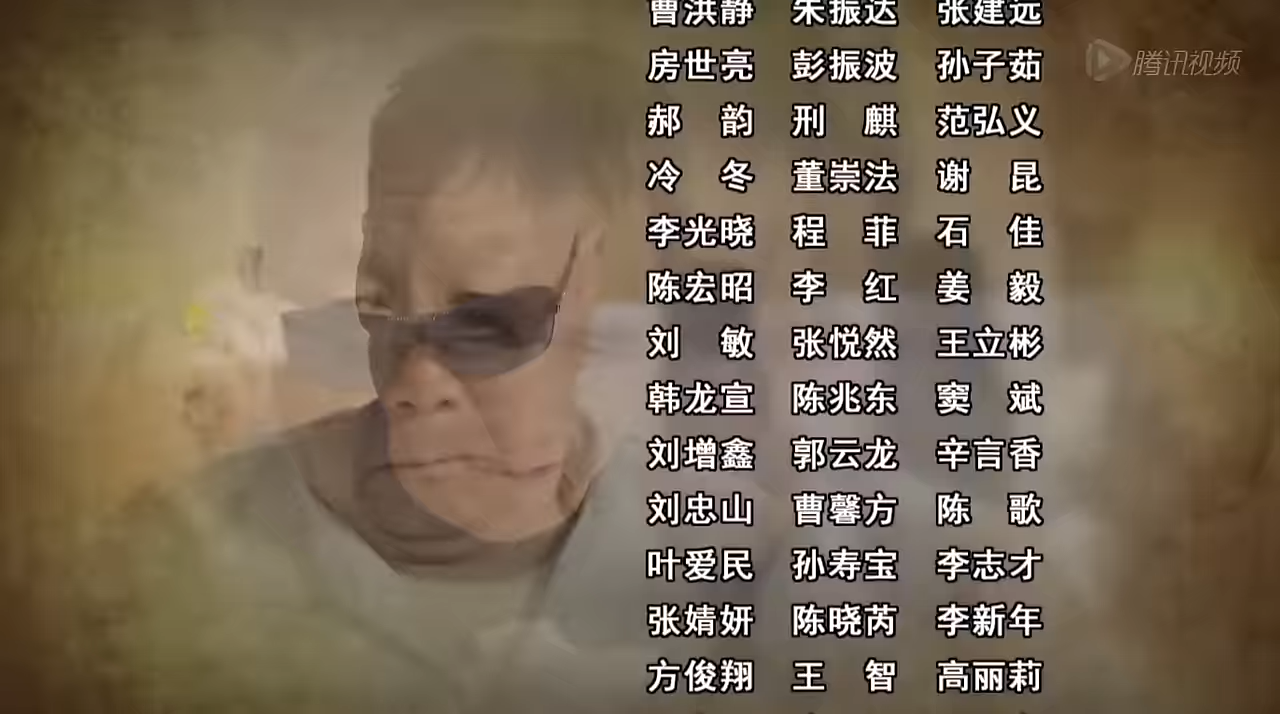 曹洪静 朱振达 张建远
腾讯视频
房世亮 彭振波 孙子茹
郝 韵 刑 麒 范弘义
冷 冬 董崇法 谢 昆
李光晓 程 菲 石 佳
陈宏昭 李 红 姜 毅
刘 敏 张悦然 王立彬
韩龙宣 陈兆东 窦 斌
刘增鑫 郭云龙 辛言香
刘忠山 曹馨方 陈 歌
叶爱民 孙寿宝 李志才
张婧妍 陈晓芮 李新年
方俊翔 王 智 高丽莉